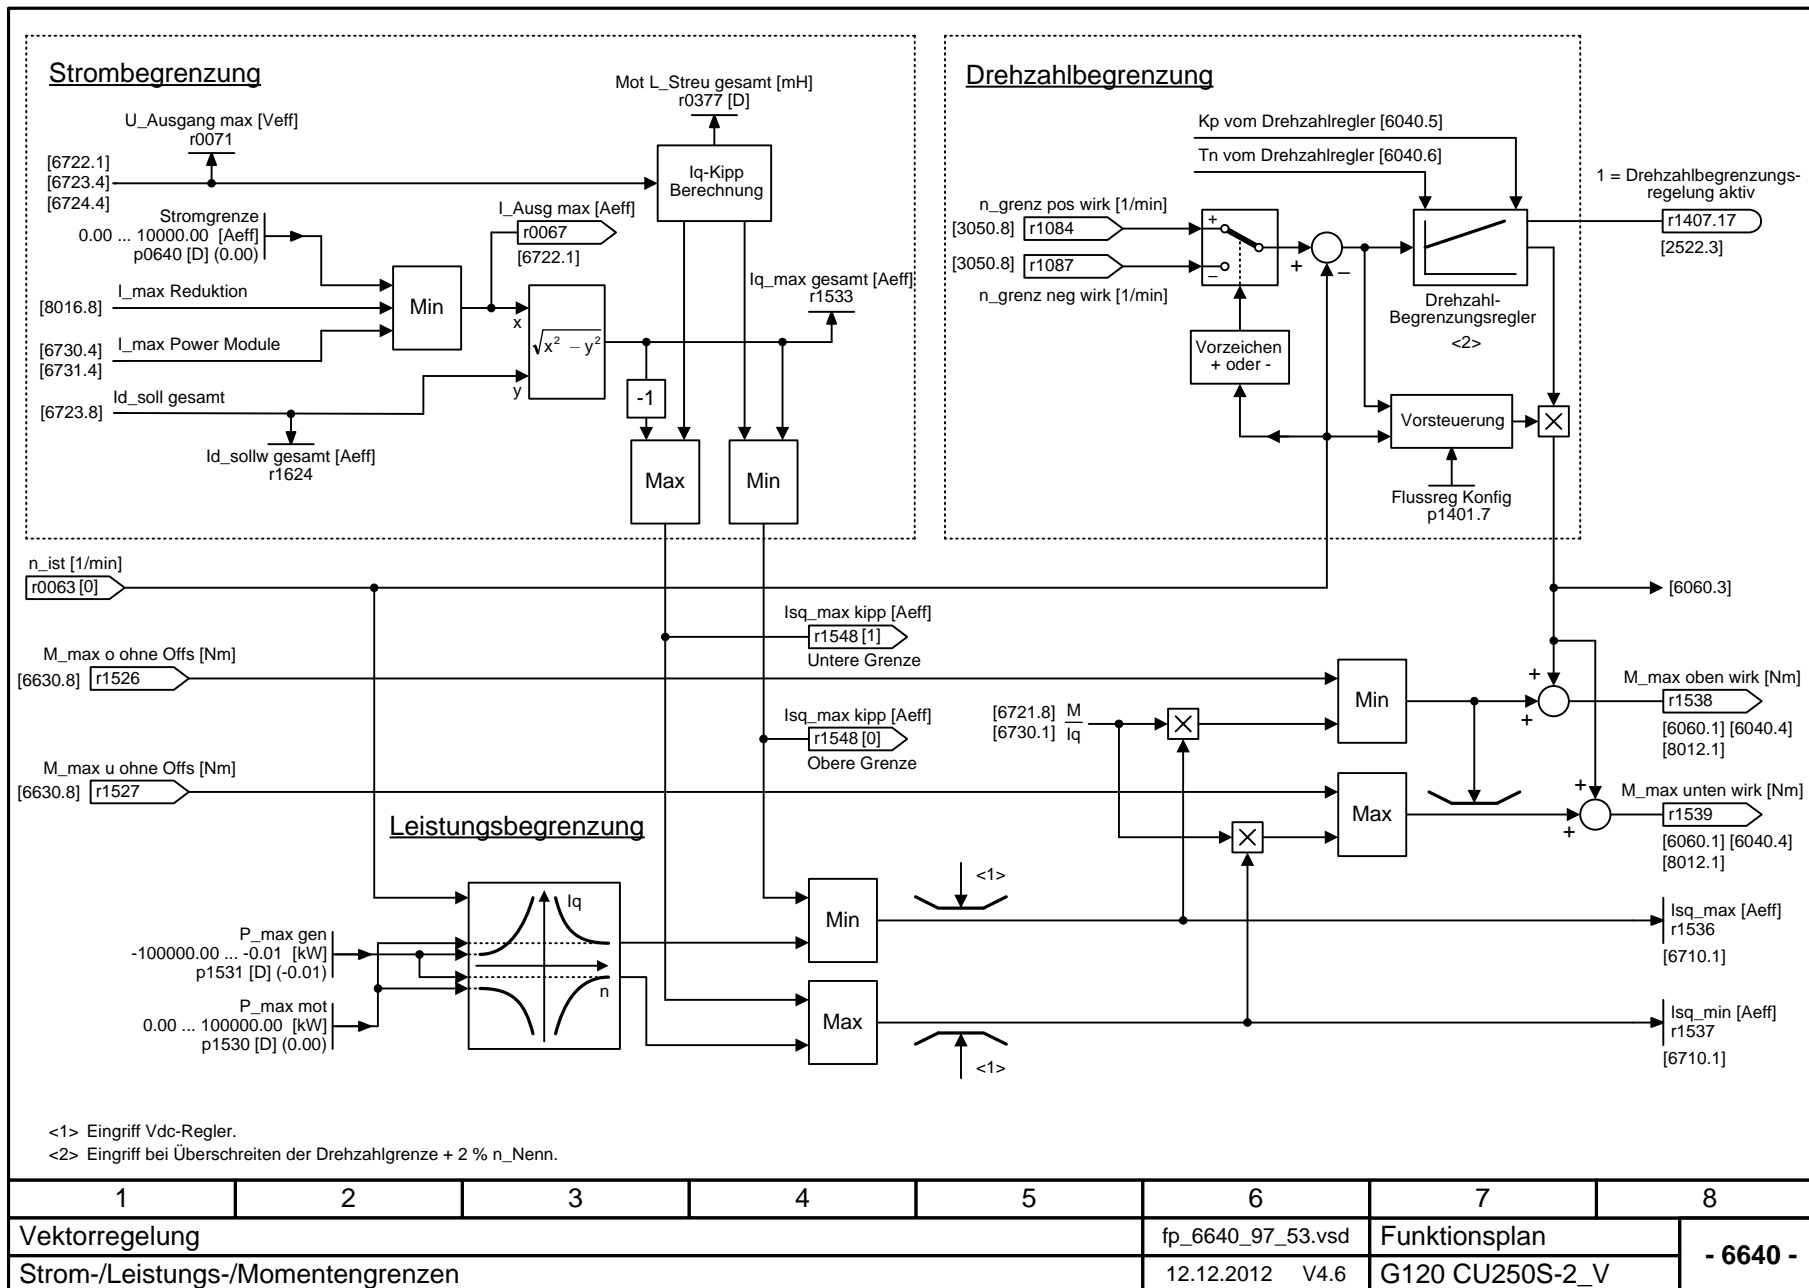 Strombegrenzung
U_Ausgang max [Veff]
r0071
[6722.1]
[6723.4]
[6724.4]
Mot L_Streu gesamt [mH]
r0377 [D]
Iq-Kipp
Berechnung
Stromgrenze
0.00 ... 10000.00 [Aeff]
p0640 [D] (0.00)
I_Ausg max [Aeff]
r0067
[6722.1]
[8016.8]
I_max Reduktion
Min
[6730.4]
[6731.4]
I_max Power Module
x
√x² – y²
y
Iq_max gesamt [Aeff]
r1533
[6723.8]
Id_soll gesamt
Id_sollw gesamt [Aeff]
r1624
-1
Max
Min
Drehzahlbegrenzung
Kp vom Drehzahlregler [6040.5]
Tn vom Drehzahlregler [6040.6]
1 = Drehzahlbegrenzungs-
regelung aktiv
r1407.17
[2522.3]
n_grenz pos wirk [1/min]
[3050.8] r1084
[3050.8] r1087
n_grenz neg wirk [1/min]
+
–
+
–
Drehzahl-
Begrenzungsregler
<2>
Vorzeichen
+ oder -
Vorsteuerung
Flussreg Konfig
p1401.7
n_ist [1/min]
r0063 [0]
[6060.3]
Isq_max kipp [Aeff]
r1548 [1]
Untere Grenze
M_max o ohne Offs [Nm]
[6630.8] r1526
Isq_max kipp [Aeff]
r1548 [0]
Obere Grenze
[6721.8]
[6730.1]
M
Iq
Min
+
+
M_max oben wirk [Nm]
r1538
[6060.1] [6040.4]
[8012.1]
M_max u ohne Offs [Nm]
[6630.8] r1527
Max
+
+
M_max unten wirk [Nm]
r1539
[6060.1] [6040.4]
[8012.1]
Leistungsbegrenzung
Iq
n
P_max gen
-100000.00 ... -0.01 [kW]
p1531 [D] (-0.01)
P_max mot
0.00 ... 100000.00 [kW]
p1530 [D] (0.00)
Min
<1>
Isq_max [Aeff]
r1536
[6710.1]
Max
<1>
Isq_min [Aeff]
r1537
[6710.1]
<1> Eingriff Vdc-Regler.
<2> Eingriff bei Überschreiten der Drehzahlgrenze + 2 % n_Nenn.
1 2 3 4 5 6 7 8
Vektorregelung
fp_6640_97_53.vsd
Funktionsplan
- 6640 -
Strom-/Leistungs-/Momentengrenzen
12.12.2012 V4.6
G120 CU250S-2_V